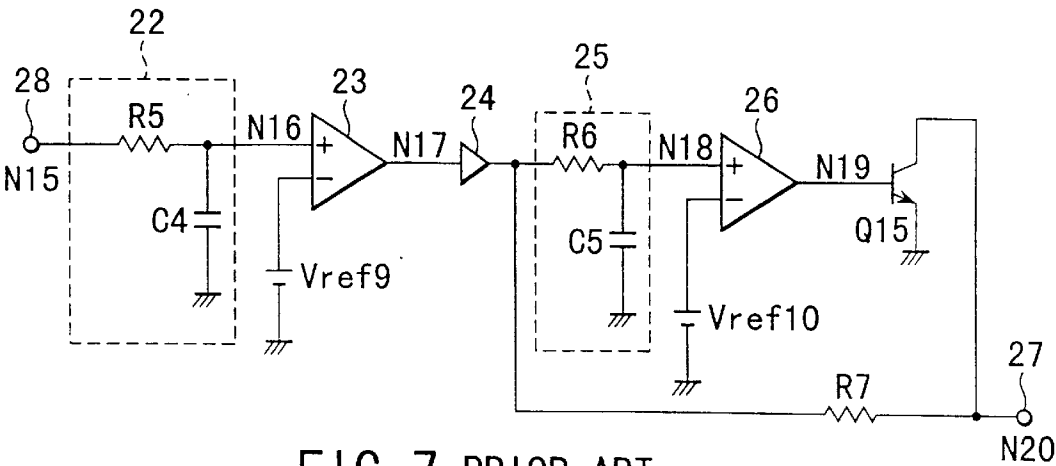 22
28
R5
N15
C4
N16
23
Vref9
N17
24
25
R6
C5
N18
26
Vref10
N19
Q15
R7
27
N20
FIG. 7 PRIOR ART